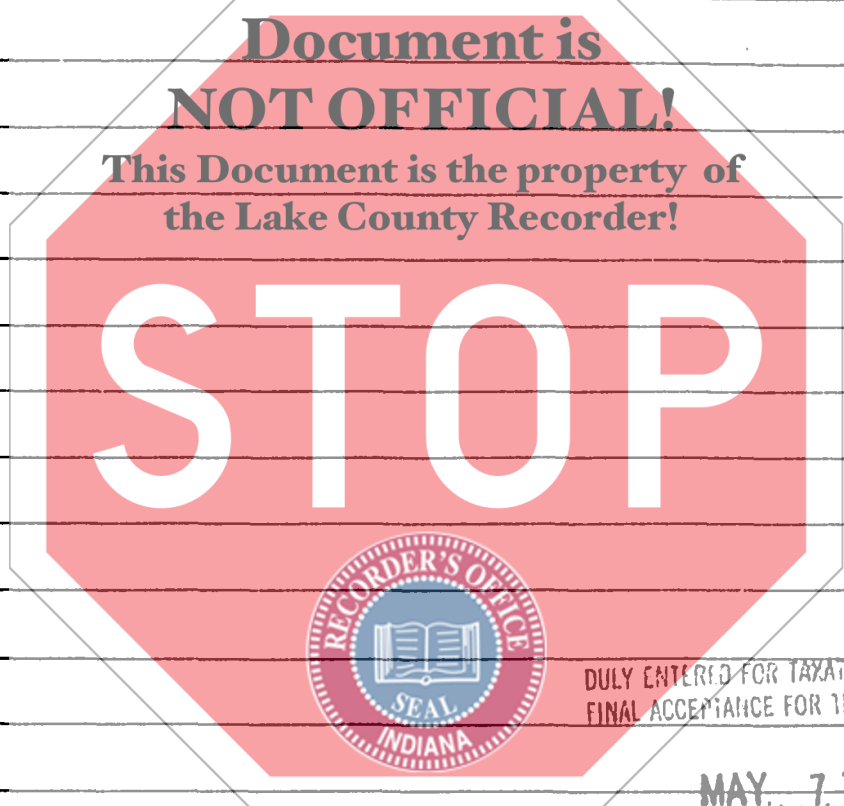 Document is
NOT OFFICIAL!
This Document is the property of
the Lake County Recorder!
STOP
RECORDER'S OFFICE
SEAL
INDIANA
DULY ENTERED FOR
FINAL ACCEPTANCE FOR
MAY 7